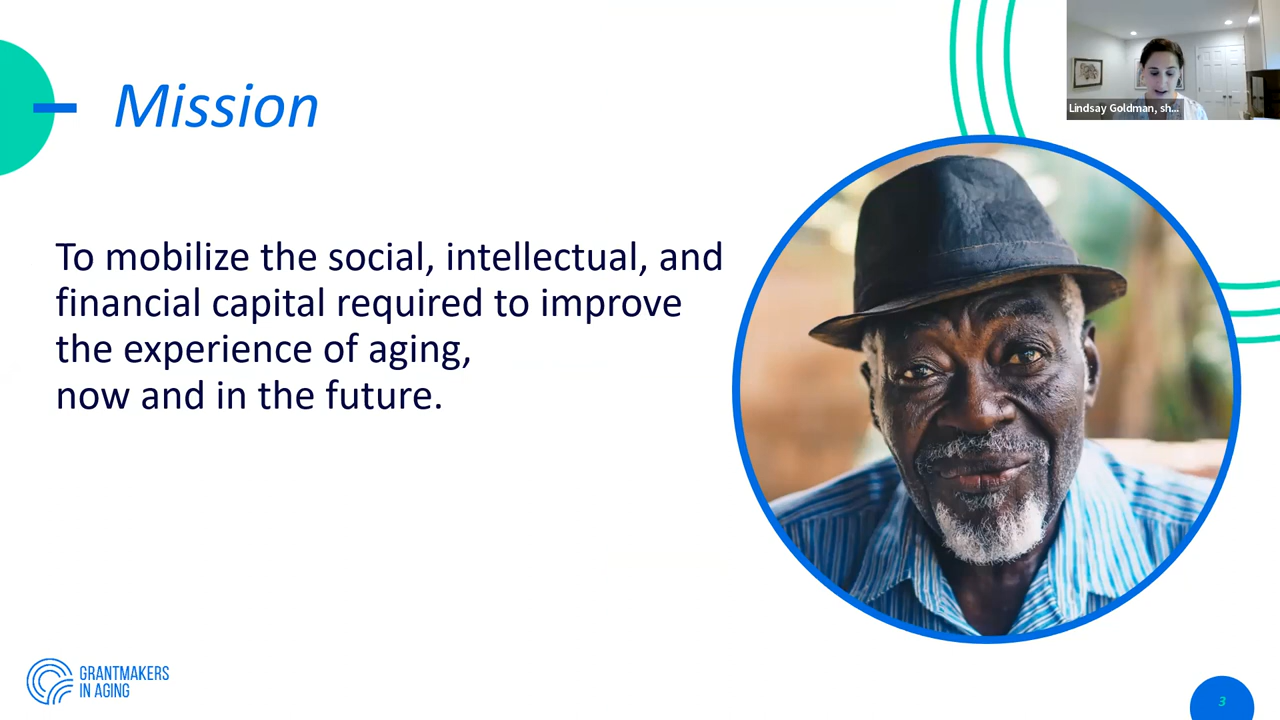 Mission
Lindsay Goldman, sh...
To mobilize the social, intellectual, and
financial capital required to improve
the experience of aging,
now and in the future.
GRANTMAKERS
IN AGING
3